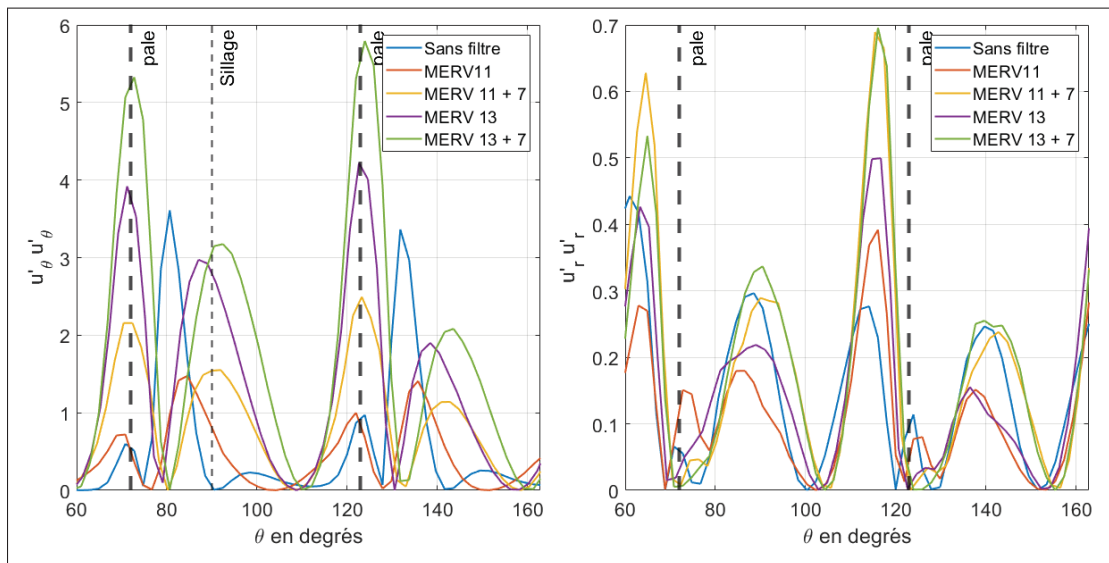 6
5
4
3
2
1
0
60
80
100
120
140
160
u'θ u'θ
θ en degrés
pale
Sillage
pale
Sans filtre
MERV11
MERV 11 + 7
MERV 13
MERV 13 + 7
0.7
0.6
0.5
0.4
0.3
0.2
0.1
0
60
80
100
120
140
160
u'r u'r
θ en degrés
pale
pale
Sans filtre
MERV11
MERV 11 + 7
MERV 13
MERV 13 + 7